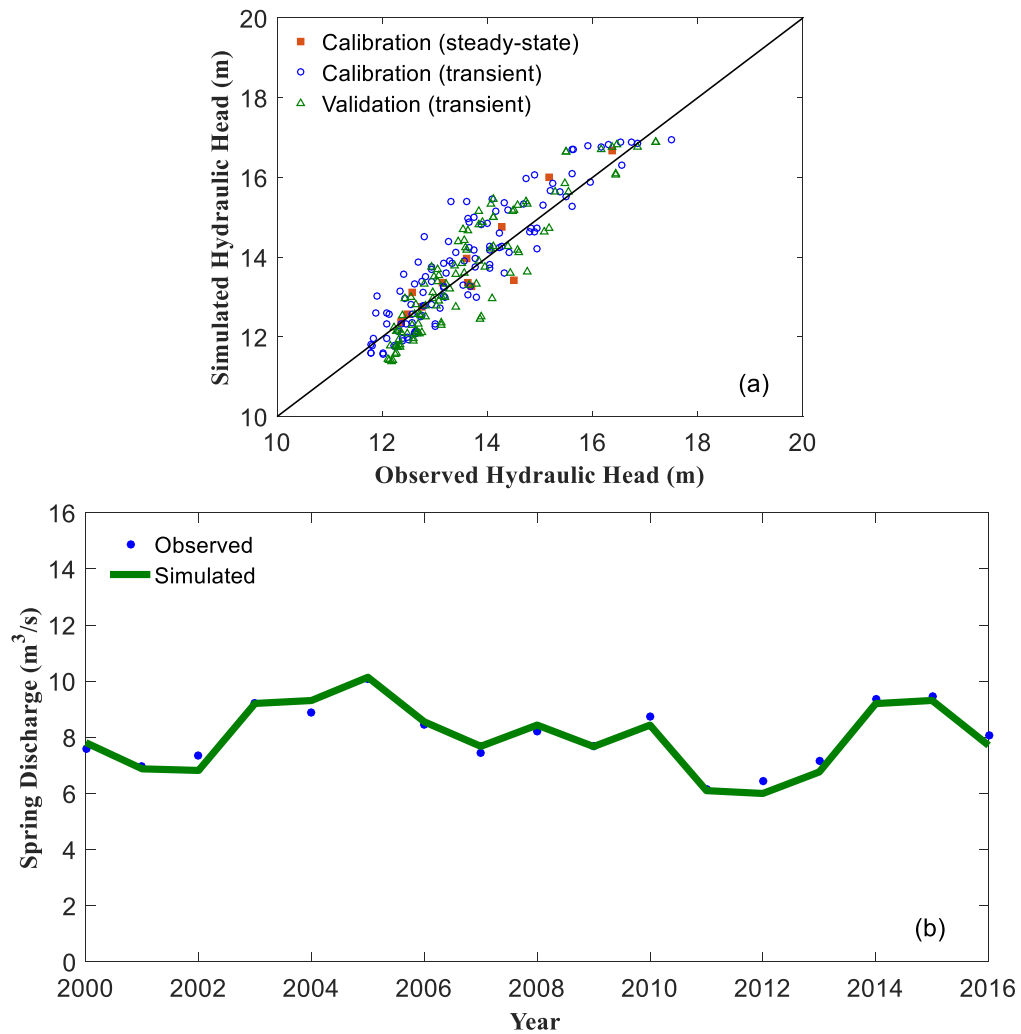 20
18
16
14
12
10
Simulated Hydraulic Head (m)
Calibration (steady-state)
Calibration (transient)
Validation (transient)
(a)
10 12 14 16 18 20
Observed Hydraulic Head (m)
16
14
12
10
8
6
4
2
0
Spring Discharge (m³/s)
Observed
Simulated
(b)
2000 2002 2004 2006 2008 2010 2012 2014 2016
Year